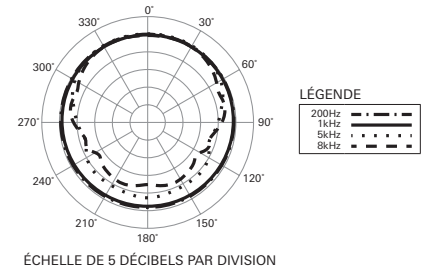 0°
330° 30°
300° 60°
270° 90°
240° 120°
210° 150°
180°
LÉGENDE
200Hz
1kHz
5kHz
8kHz
ÉCHELLE DE 5 DÉCIBELS PAR DIVISION